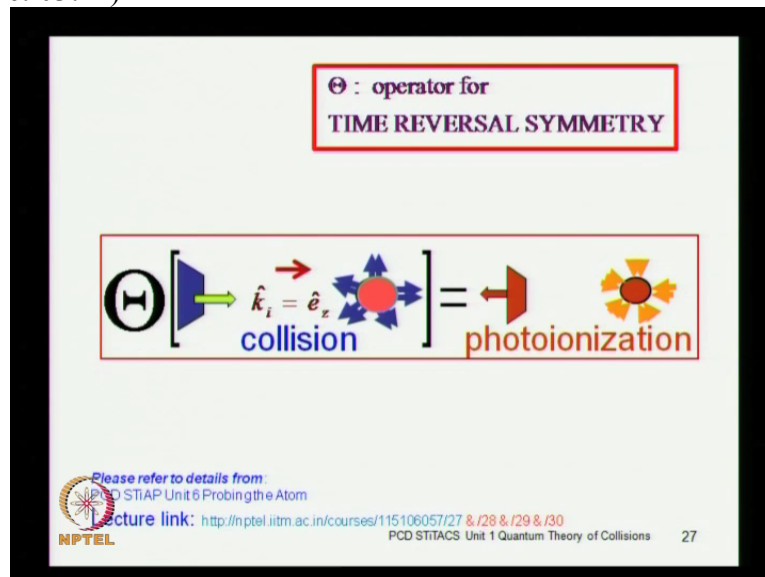 Θ : operator for
TIME REVERSAL SYMMETRY
Θ [ k̂ᵢ = ê_z ] =
collision photoionization
Please refer to details from:
PCD STiAP Unit 6 Probing the Atom
Lecture link: http://nptel.iitm.ac.in/courses/115106057/27 & /28 & /29 & /30
NPTEL
PCD STiTACS Unit 1 Quantum Theory of Collisions 27